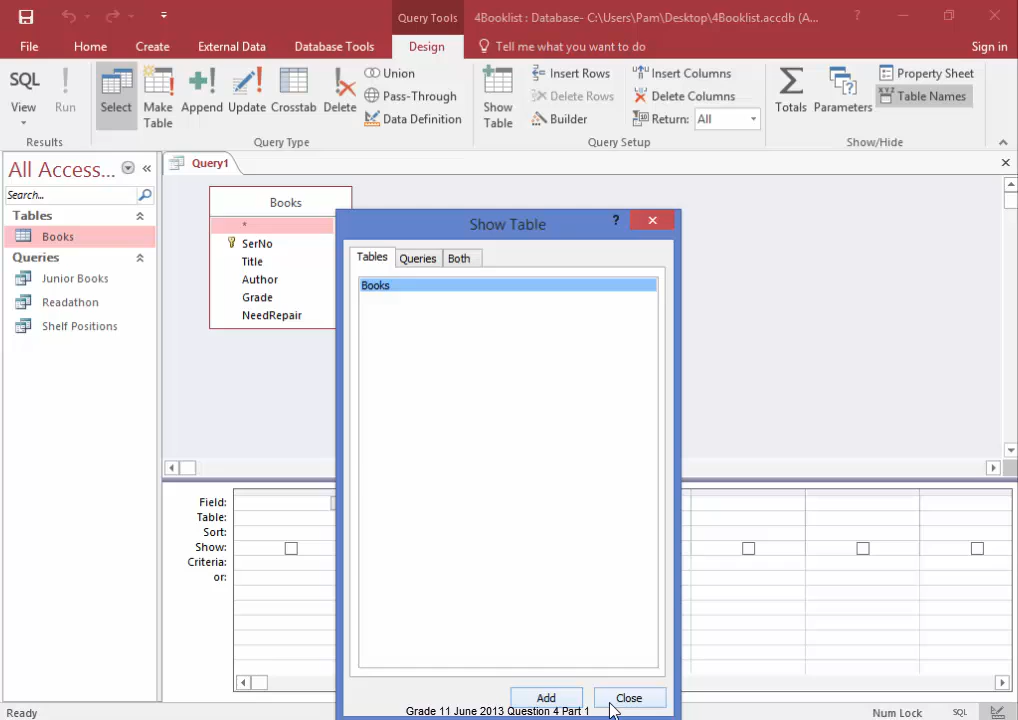 Query Tools
4Booklist : Database- C:\Users\Pam\Desktop\4Booklist.accdb (A...
?
File
Home
Create
External Data
Database Tools
Design
Tell me what you want to do
Sign in
SQL
View
Run
Select
Make
Table
Append
Update
Crosstab
Delete
Union
Pass-Through
Data Definition
Show
Table
Insert Rows
Delete Rows
Builder
Insert Columns
Delete Columns
Return: All
Totals
Parameters
Property Sheet
XYZ
Table Names
Results
Query Type
Query Setup
Show/Hide
All Access...
Search...
Tables
Books
Queries
Junior Books
Readathon
Shelf Positions
Query1
Books
*
SerNo
Title
Author
Grade
NeedRepair
Show Table
?
Tables
Queries
Both
Books
Add
Close
Field:
Table:
Sort:
Show:
Criteria:
or:
Grade 11 June 2013 Question 4 Part 1
Ready
Num Lock
SQL